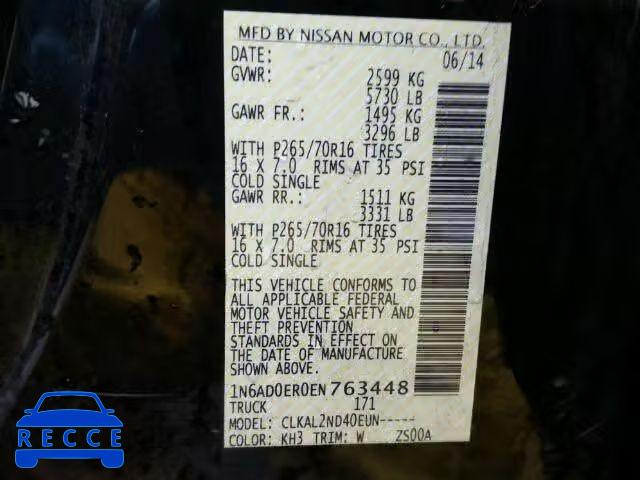 MFD BY NISSAN MOTOR CO., LTD.
DATE: 06/14
GVWR: 2599 KG
5730 LB
GAWR FR.: 1495 KG
3296 LB
WITH P265/70R16 TIRES
16 X 7.0 RIMS AT 35 PSI
COLD SINGLE
GAWR RR.: 1511 KG
3331 LB
WITH P265/70R16 TIRES
16 X 7.0 RIMS AT 35 PSI
COLD SINGLE
THIS VEHICLE CONFORMS TO
ALL APPLICABLE FEDERAL
MOTOR VEHICLE SAFETY AND
THEFT PREVENTION
STANDARDS IN EFFECT ON
THE DATE OF MANUFACTURE
SHOWN ABOVE.
1N6AD0ER0EN763448
TRUCK 171
MODEL: CLKAL2ND40EUN-----
COLOR: KH3 TRIM: W ZS00A
RECCE